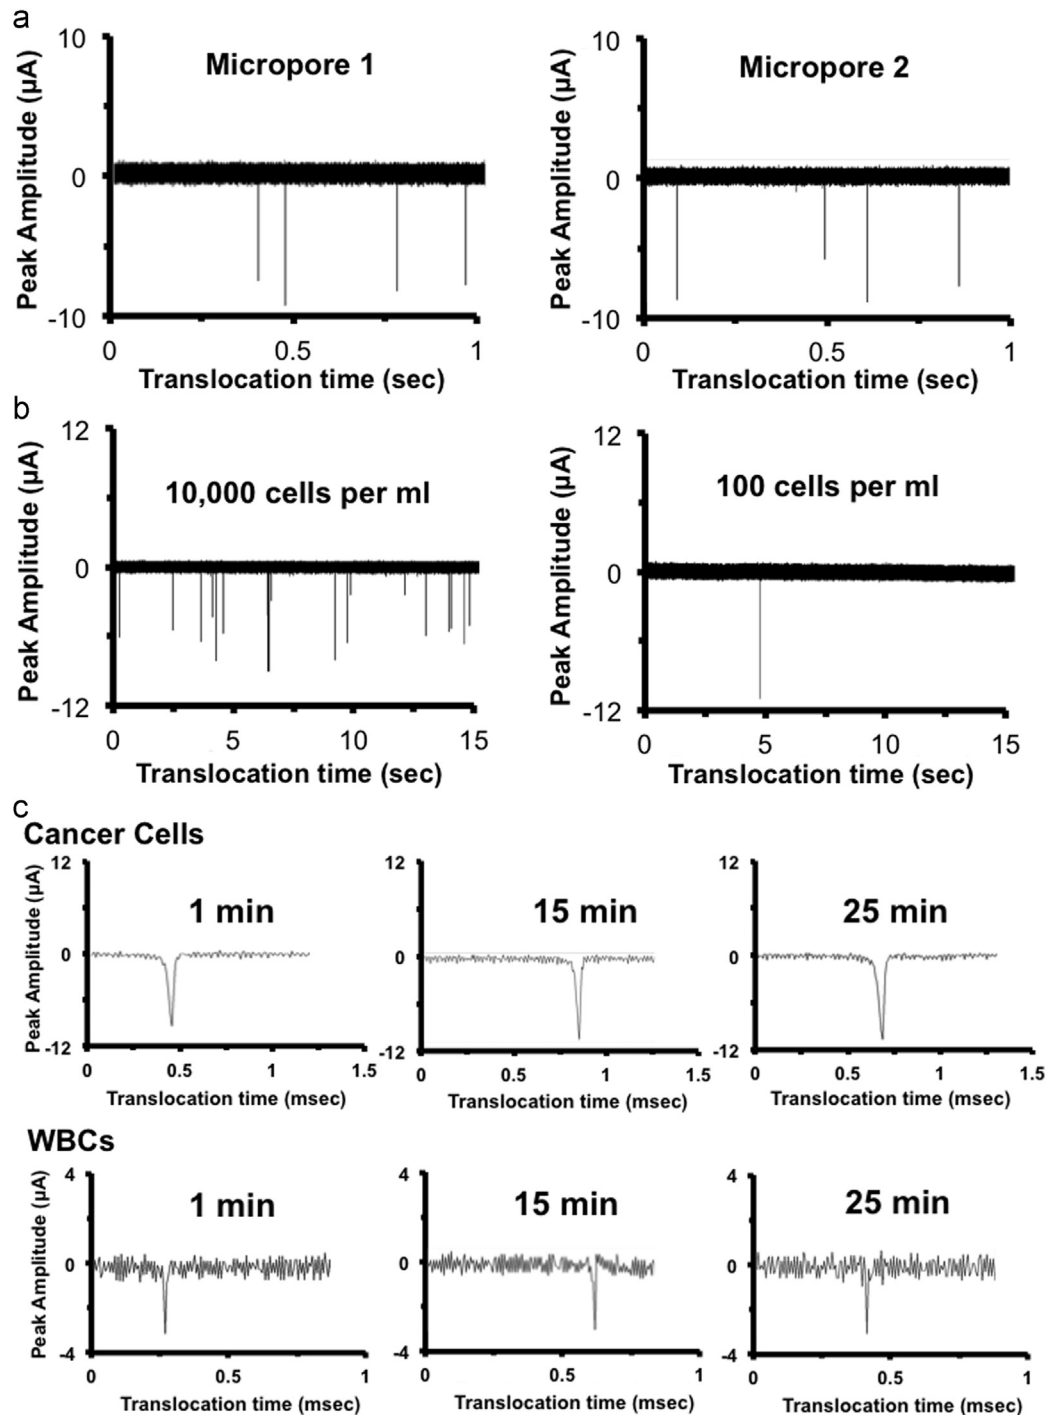 a
Micropore 1
Peak Amplitude (µA)
10
0
-10
0 0.5 1
Translocation time (sec)
Micropore 2
Peak Amplitude (µA)
10
0
-10
0 0.5 1
Translocation time (sec)
b
10,000 cells per ml
Peak Amplitude (µA)
12
0
-12
0 5 10 15
Translocation time (sec)
100 cells per ml
Peak Amplitude (µA)
12
0
-12
0 5 10 15
Translocation time (sec)
c
Cancer Cells
Peak Amplitude (µA)
12
0
-12
1 min
0 0.5 1 1.5
Translocation time (msec)
12
0
-12
15 min
0 0.5 1 1.5
Translocation time (msec)
12
0
-12
25 min
0 0.5 1 1.5
Translocation time (msec)
WBCs
Peak Amplitude (µA)
4
0
-4
1 min
0 0.5 1
Translocation time (msec)
4
0
-4
15 min
0 0.5 1
Translocation time (msec)
4
0
-4
25 min
0 0.5 1
Translocation time (msec)